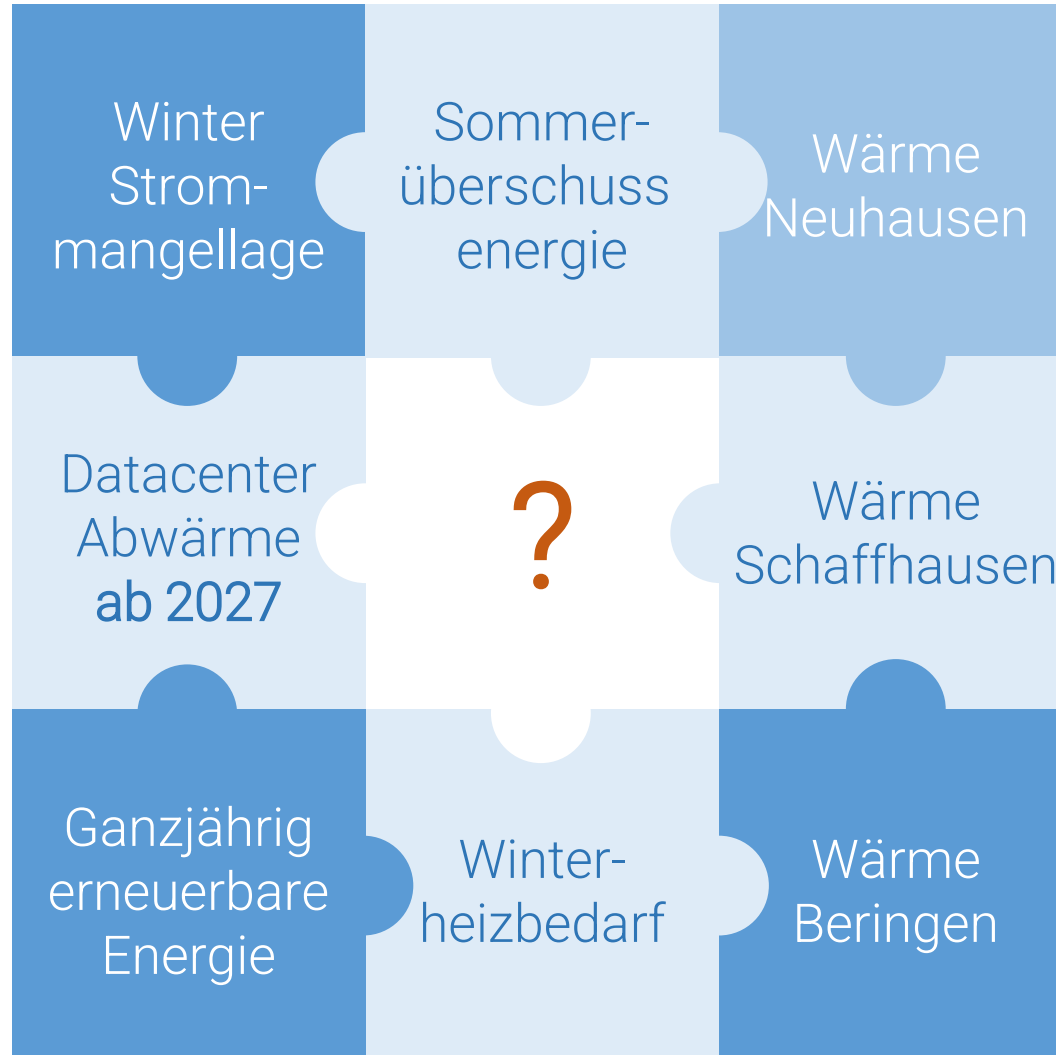 Winter
Strom-
mangellage
Sommer-
überschuss
energie
Wärme
Neuhausen
Datacenter
Abwärme
ab 2027
?
Wärme
Schaffhausen
Ganzjährig
erneuerbare
Energie
Winter-
heizbedarf
Wärme
Beringen